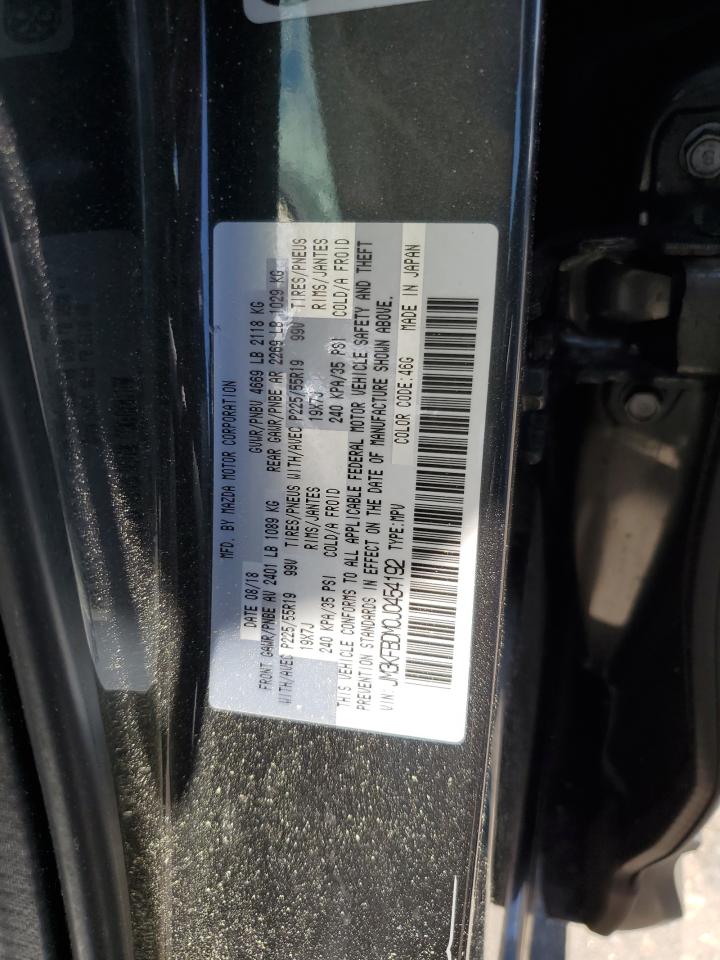 MFD. BY MAZDA MOTOR CORPORATION
DATE 08/18 GVWR/PNBV 4669 LB 2118 KG
FRONT GAWR/PNBE AV 2401 LB 1089 KG REAR GAWR/PNBE AR 2269 LB 1029 KG
WITH/AVEC P225/55R19 99V TIRES/PNEUS WITH/AVEC P225/55R19 99V TIRES/PNEUS
19X7J RIMS/JANTES 19X7J RIMS/JANTES
240 KPA/35 PSI COLD/A FROID 240 KPA/35 PSI COLD/A FROID
THIS VEHICLE CONFORMS TO ALL APPLICABLE FEDERAL MOTOR VEHICLE SAFETY AND THEFT
PREVENTION STANDARDS IN EFFECT ON THE DATE OF MANUFACTURE SHOWN ABOVE.
VIN: JM3KFBDMXJ0454192 TYPE:MPV COLOR CODE:46G MADE IN JAPAN